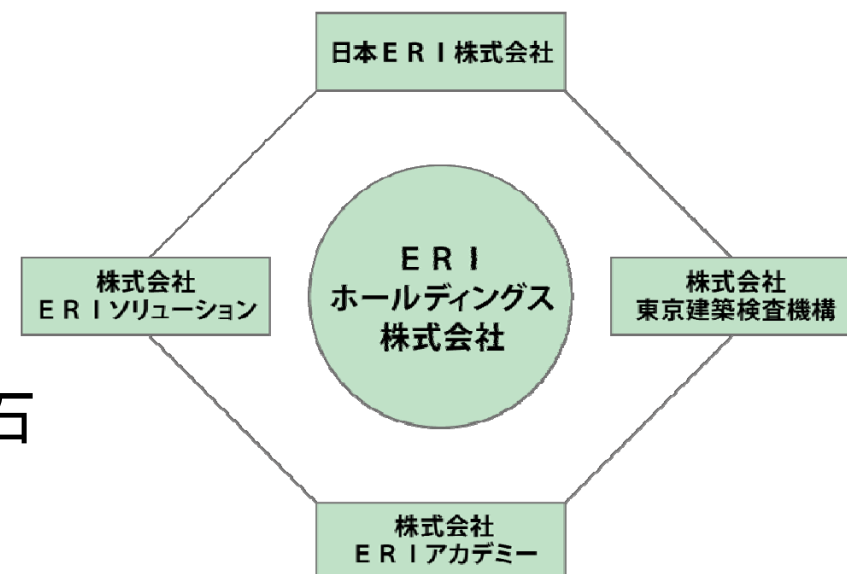 日本ＥＲＩ株式会社
ＥＲＩ
ホールディングス
株式会社
株式会社
ＥＲＩソリューション
株式会社
東京建築検査機構
石
株式会社
ＥＲＩアカデミー